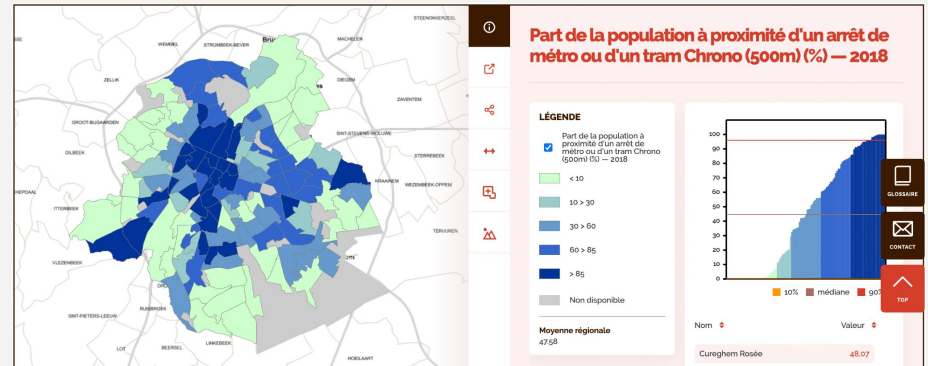 STEENOKKERZEEL
WEMMEL
STROMBEEK-BEVER
Brü
MACHELEN
ZELLIK
DIEGEM
ZAVENTEM
GROOT-BIJGAARDEN
SINT-STEVENS-WOLUWE
DILBEEK
STERREBEEK
KRAAINEM
WEZEMBEEK-OPPEM
HEPDAAL
ITTERBEEK
TERVUREN
VLEZENBEEK
RUISBROEK
SINT-PIETERS-LEEUW
LINKEBEEK
LOT
BEERSEL
HOEILAART
Part de la population à proximité d'un arrêt de
métro ou d'un tram Chrono (500m) (%) — 2018
LÉGENDE
Part de la population à
proximité d'un arrêt de
métro ou d'un tram Chrono
(500m) (%) — 2018
< 10
10 > 30
30 > 60
60 > 85
> 85
Non disponible
Moyenne régionale
47.58
100
90
80
70
60
50
40
30
20
10
0
10% médiane 90%
Nom Valeur
Cureghem Rosée 48.07
GLOSSAIRE
CONTACT
TOP